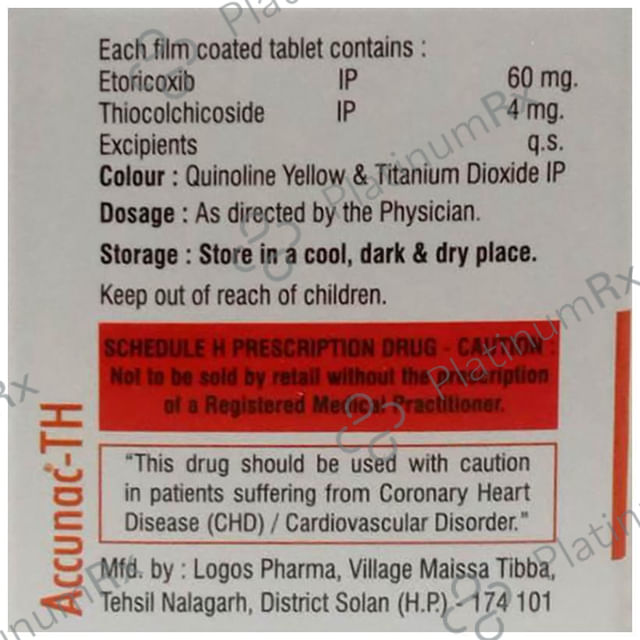 Each film coated tablet contains :
Etoricoxib IP 60 mg.
Thiocolchicoside IP 4 mg.
Excipients q.s.
Colour : Quinoline Yellow & Titanium Dioxide IP
Dosage : As directed by the Physician.
Storage : Store in a cool, dark & dry place.
Keep out of reach of children.
SCHEDULE H PRESCRIPTION DRUG - CAUTION :
Not to be sold by retail without the prescription
of a Registered Medical Practitioner.
"This drug should be used with caution
in patients suffering from Coronary Heart
Disease (CHD) / Cardiovascular Disorder."
Mfd. by : Logos Pharma, Village Maissa Tibba,
Tehsil Nalagarh, District Solan (H.P.) - 174 101
Accunac®-TH
PlatinumRx
PlatinumRx
PlatinumRx
PlatinumRx